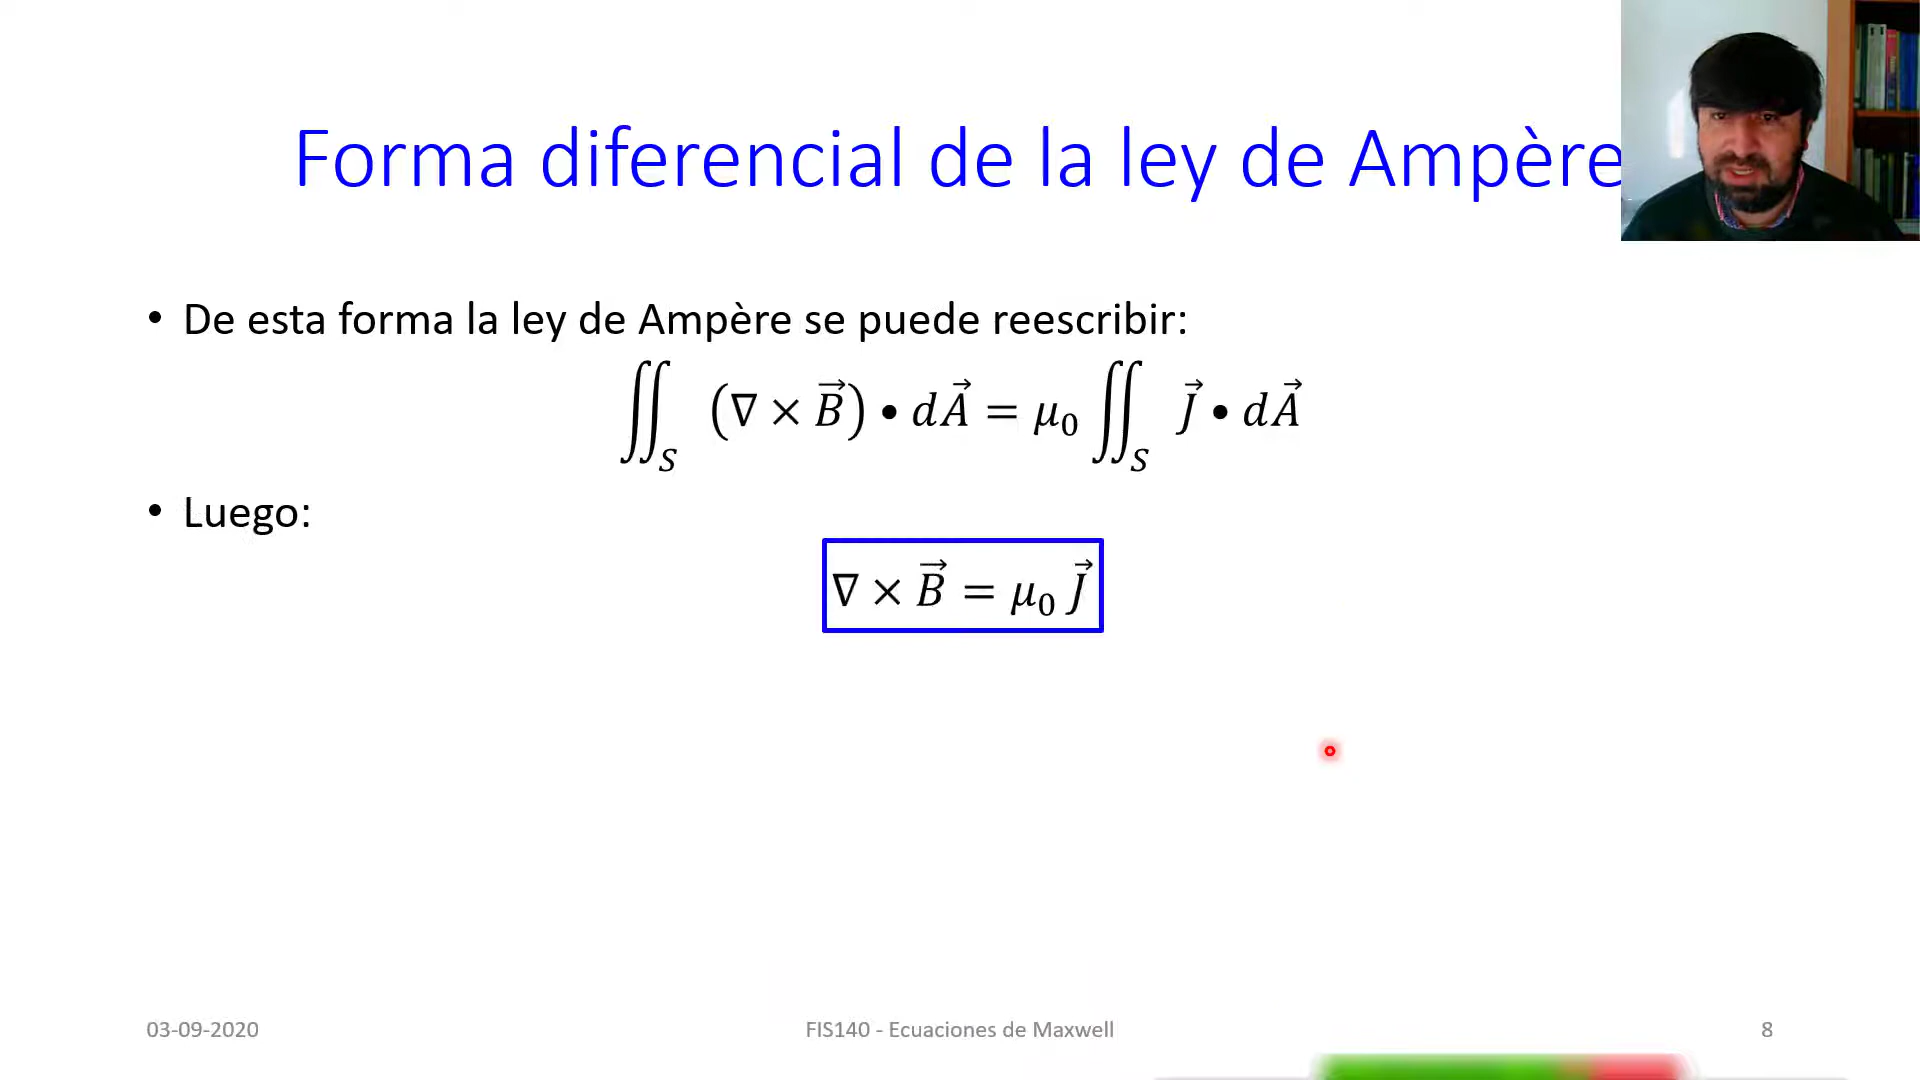 Forma diferencial de la ley de Ampère
• De esta forma la ley de Ampère se puede reescribir:
∬_S (∇ × B⃗) • dA⃗ = μ₀ ∬_S J⃗ • dA⃗
• Luego:
∇ × B⃗ = μ₀ J⃗
03-09-2020
FIS140 - Ecuaciones de Maxwell
8